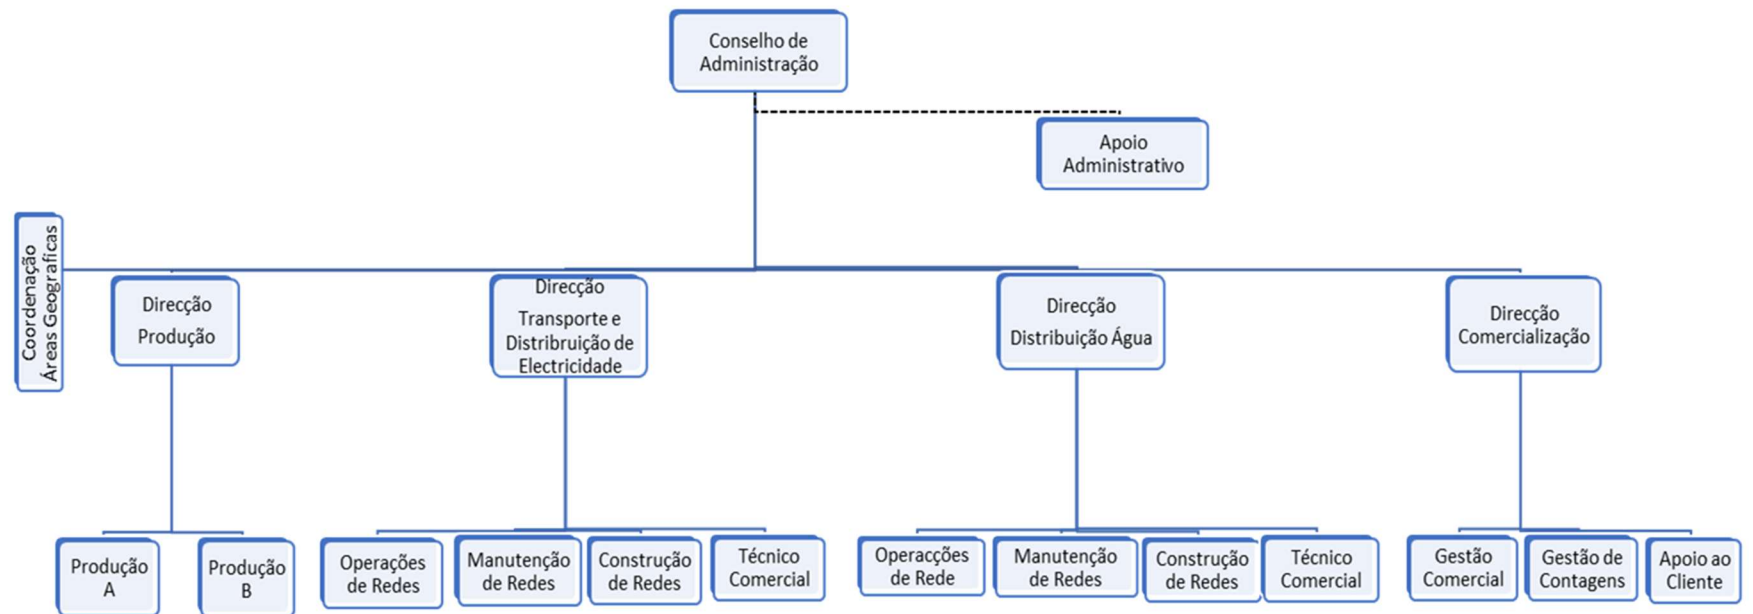 Conselho de
Administração
Apoio
Administrativo
Coordenação
Áreas Geograficas
Direcção
Produção
Direcção
Transporte e
Distribruição de
Electricidade
Direcção
Distribuição Água
Direcção
Comercialização
Produção
A
Produção
B
Operações
de Redes
Manutenção
de Redes
Construção
de Redes
Técnico
Comercial
Operacções
de Rede
Manutenção
de Redes
Construção
de Redes
Técnico
Comercial
Gestão
Comercial
Gestão de
Contagens
Apoio ao
Cliente